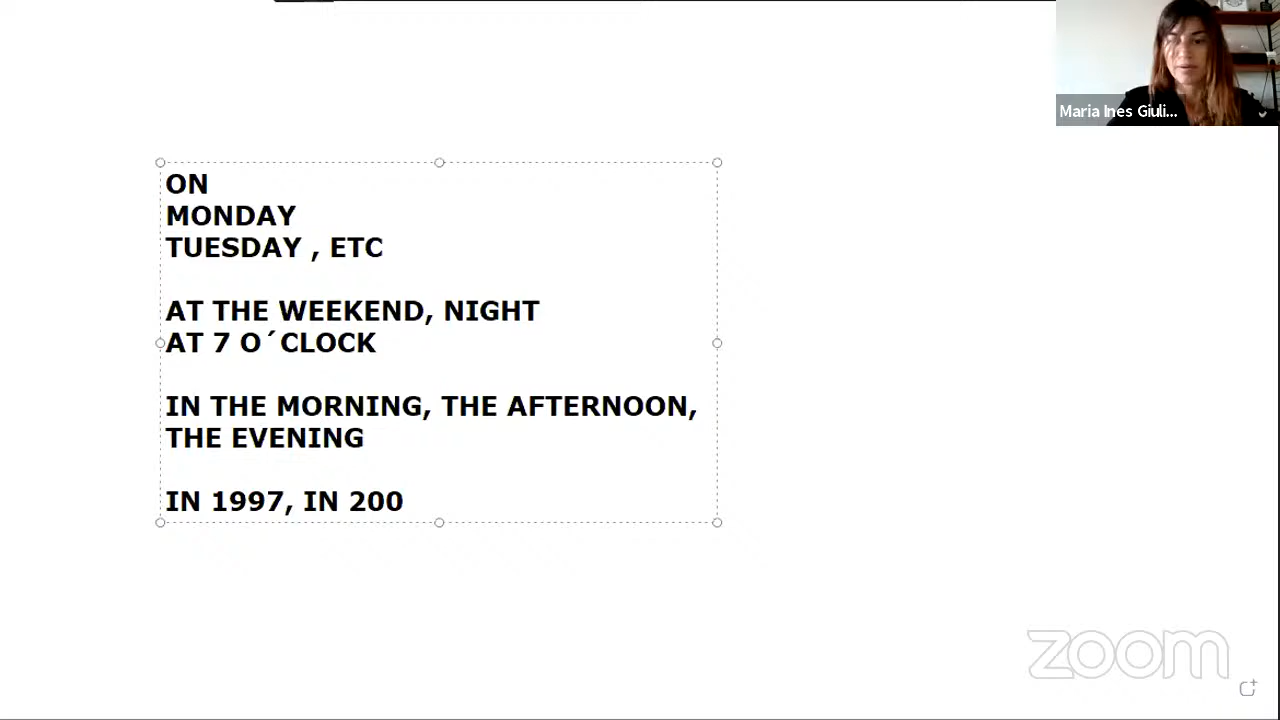 Maria Ines Giuli...
ON
MONDAY
TUESDAY , ETC
AT THE WEEKEND, NIGHT
AT 7 O´CLOCK
IN THE MORNING, THE AFTERNOON,
THE EVENING
IN 1997, IN 200
zoom